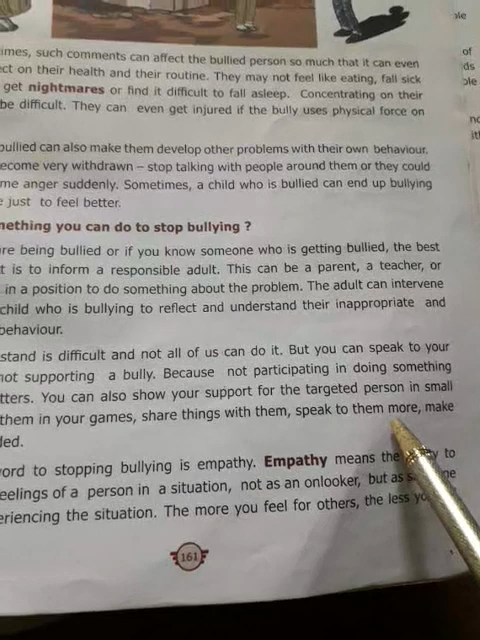 imes, such comments can affect the bullied person so much that it can even
ect on their health and their routine. They may not feel like eating, fall sick
get nightmares or find it difficult to fall asleep. Concentrating on their
be difficult. They can even get injured if the bully uses physical force on
bullied can also make them develop other problems with their own behaviour.
ecome very withdrawn – stop talking with people around them or they could
me anger suddenly. Sometimes, a child who is bullied can end up bullying
just to feel better.
mething you can do to stop bullying ?
re being bullied or if you know someone who is getting bullied, the best
t is to inform a responsible adult. This can be a parent, a teacher, or
in a position to do something about the problem. The adult can intervene
child who is bullying to reflect and understand their inappropriate and
behaviour.
stand is difficult and not all of us can do it. But you can speak to your
not supporting a bully. Because not participating in doing something
tters. You can also show your support for the targeted person in small
them in your games, share things with them, speak to them more, make
ded.
word to stopping bullying is empathy. Empathy means the to
eelings of a person in a situation, not as an onlooker, but as
eriencing the situation. The more you feel for others, the less
161
ole
of
ds
ole